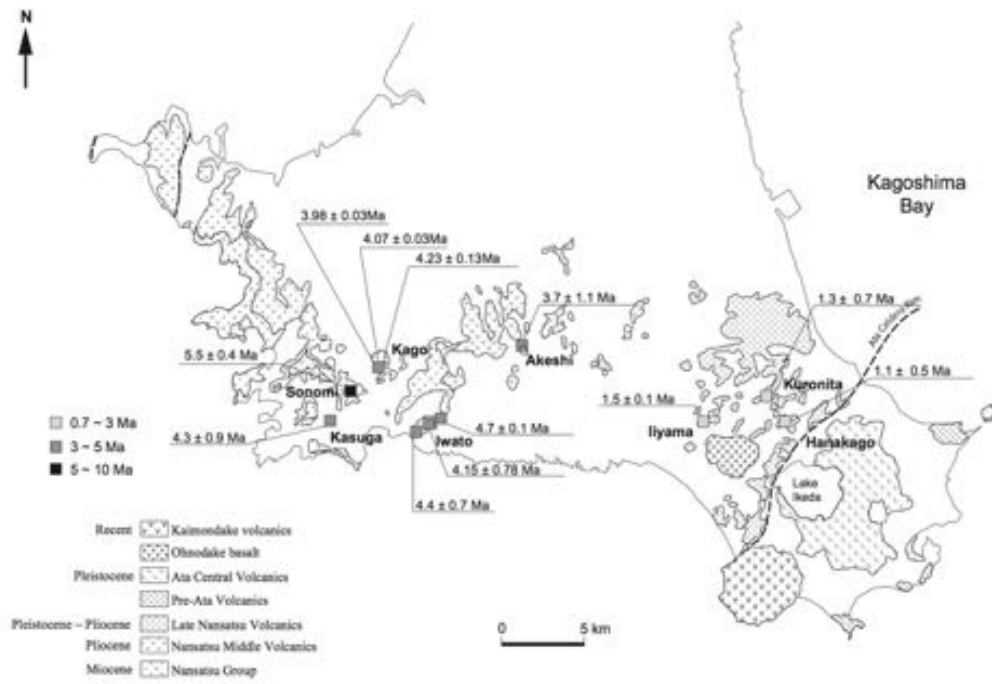 N
Kagoshima
Bay
3.98 ± 0.03Ma
4.07 ± 0.03Ma
4.23 ± 0.13Ma
3.7 ± 1.1 Ma
1.3 ± 0.7 Ma
Ata Caldera Rim
5.5 ± 0.4 Ma
Kago
Akeshi
1.1 ± 0.5 Ma
Sonomi
Kuronita
1.5 ± 0.1 Ma
0.7 ~ 3 Ma
3 ~ 5 Ma
5 ~ 10 Ma
4.3 ± 0.9 Ma
Kasuga
Iwato
4.7 ± 0.1 Ma
Iiyama
Hanakago
4.15 ± 0.78 Ma
4.4 ± 0.7 Ma
Lake
Ikeda
Recent Kaimondake volcanics
Ohnodake basalt
Pleistocene Ata Central Volcanics
Pre-Ata Volcanics
Pleistocene – Pliocene Late Nansatsu Volcanics
Pliocene Nansatsu Middle Volcanics
Miocene Nansatsu Group
0 5 km